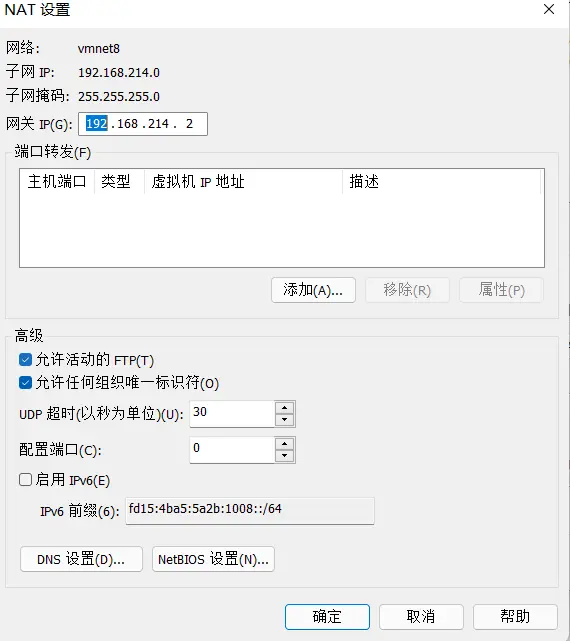 NAT 设置
网络: vmnet8
子网 IP: 192.168.214.0
子网掩码: 255.255.255.0
网关 IP(G): 192 . 168 . 214 . 2
端口转发(F)
主机端口 类型 虚拟机 IP 地址 描述
添加(A)... 移除(R) 属性(P)
高级
允许活动的 FTP(T)
允许任何组织唯一标识符(O)
UDP 超时(以秒为单位)(U): 30
配置端口(C): 0
启用 IPv6(E)
IPv6 前缀(6): fd15:4ba5:5a2b:1008::/64
DNS 设置(D)... NetBIOS 设置(N)...
确定 取消 帮助